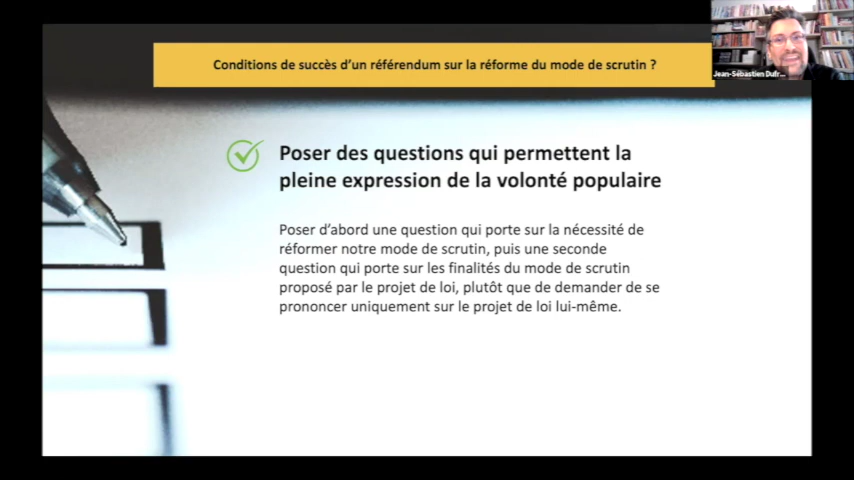 Conditions de succès d'un référendum sur la réforme du mode de scrutin ?
Jean-Sébastien Dufr...
Poser des questions qui permettent la
pleine expression de la volonté populaire
Poser d'abord une question qui porte sur la nécessité de
réformer notre mode de scrutin, puis une seconde
question qui porte sur les finalités du mode de scrutin
proposé par le projet de loi, plutôt que de demander de se
prononcer uniquement sur le projet de loi lui-même.